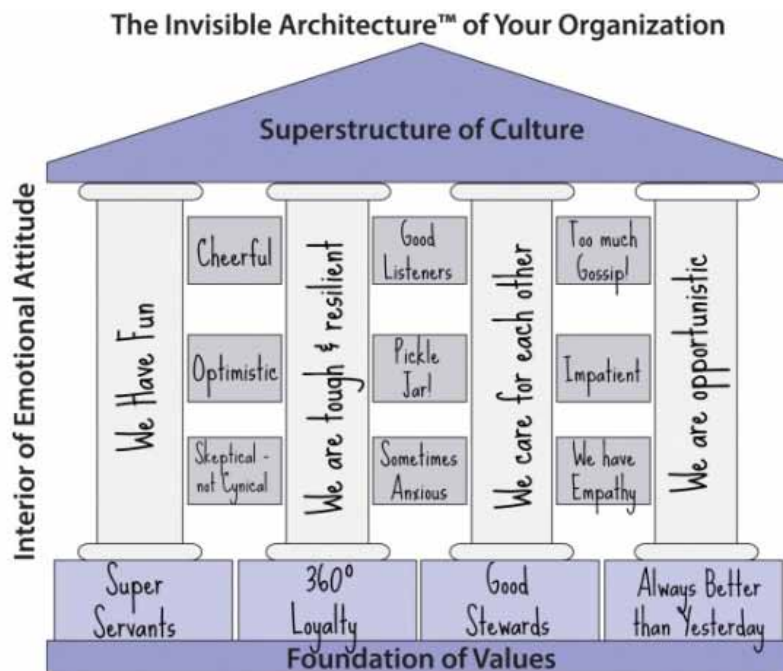 The Invisible Architecture™ of Your Organization
Superstructure of Culture
Interior of Emotional Attitude
We Have Fun
Cheerful
Optimistic
Skeptical -
not Cynical
We are tough & resilient
Good
Listeners
Pickle
Jar!
Sometimes
Anxious
We care for each other
Too much
Gossip!
Impatient
We have
Empathy
We are opportunistic
Super
Servants
360°
Loyalty
Good
Stewards
Always Better
than Yesterday
Foundation of Values